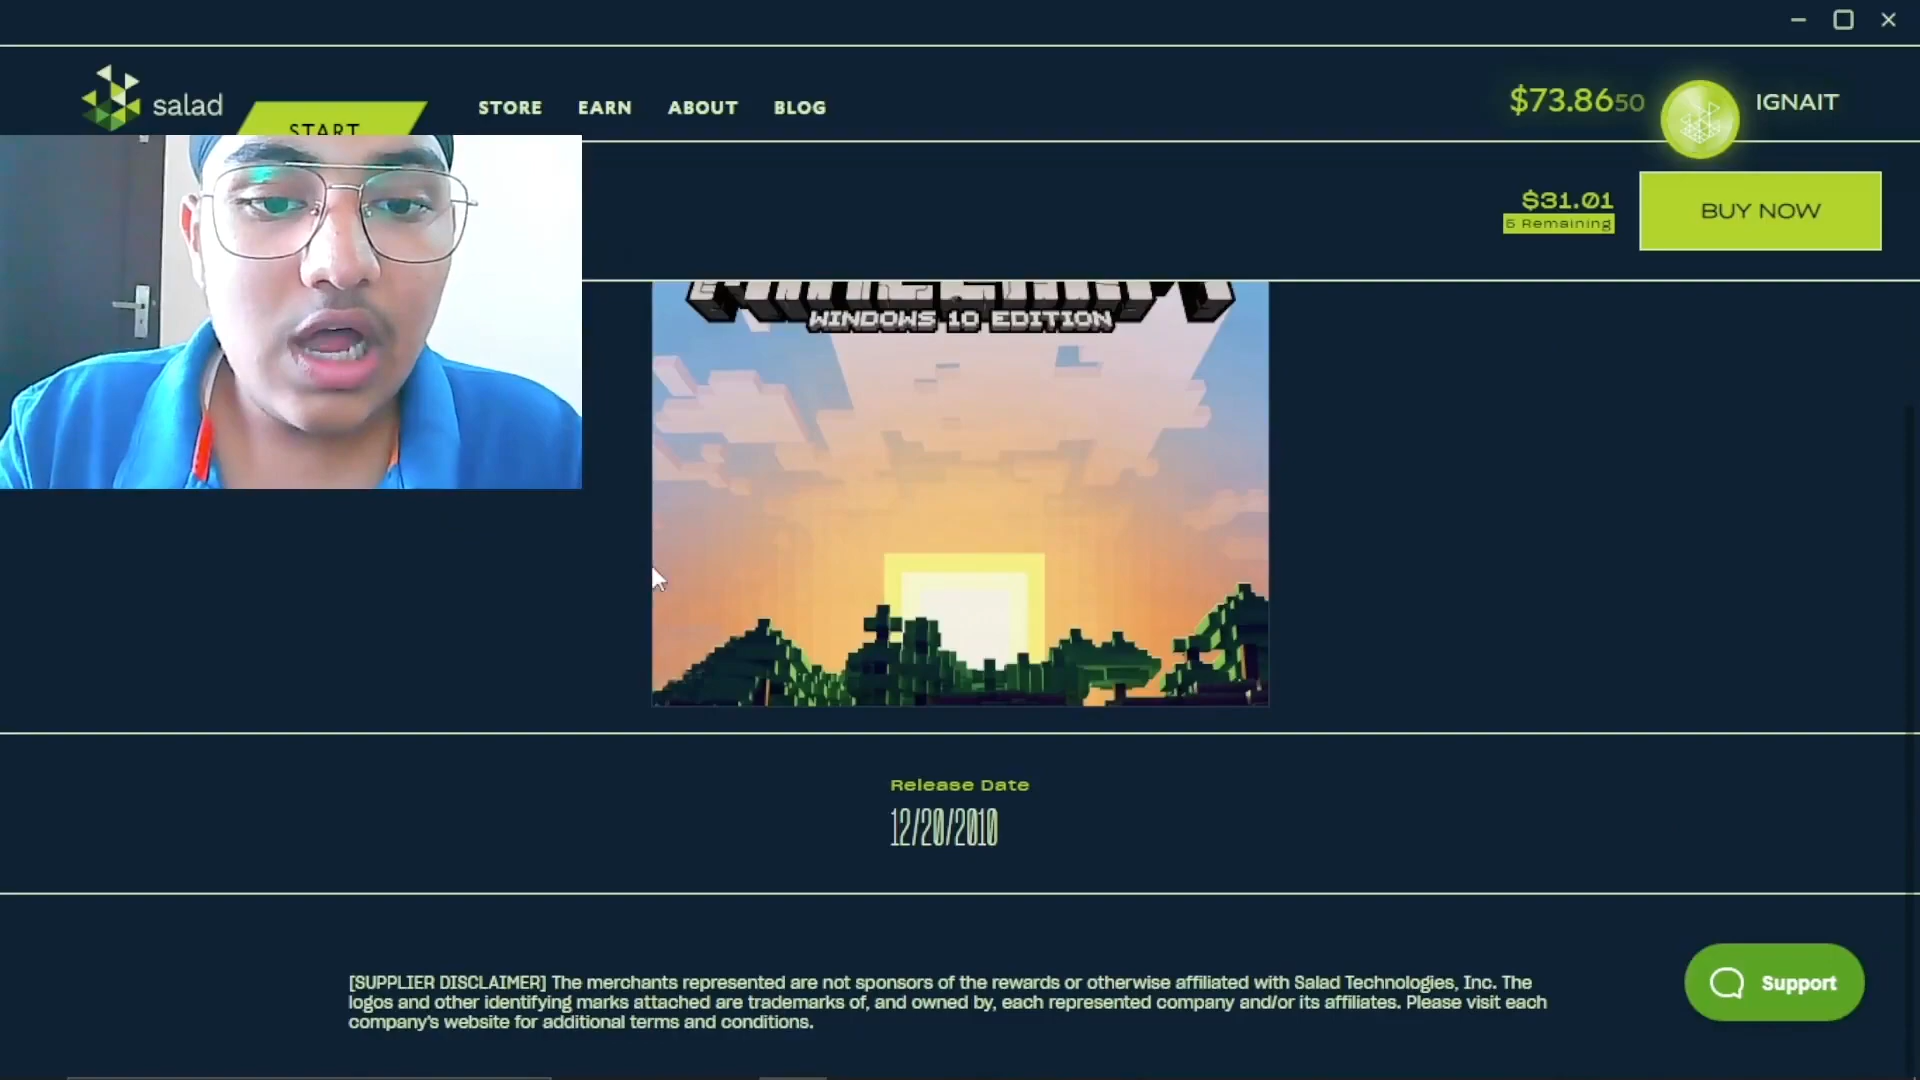 salad
START
STORE
EARN
ABOUT
BLOG
$73.8650
IGNAIT
$31.01
5 Remaining
BUY NOW
MINECRAFT
WINDOWS 10 EDITION
Release Date
12/20/2010
[SUPPLIER DISCLAIMER] The merchants represented are not sponsors of the rewards or otherwise affiliated with Salad Technologies, Inc. The
logos and other identifying marks attached are trademarks of, and owned by, each represented company and/or its affiliates. Please visit each
company's website for additional terms and conditions.
Support